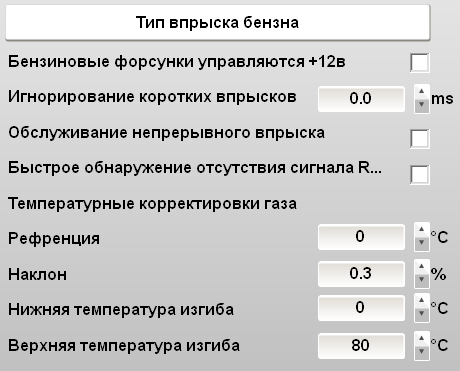 Тип впрыска бензна
Бензиновые форсунки управляются +12в
Игнорирование коротких впрысков 0.0 ms
Обслуживание непрерывного впрыска
Быстрое обнаружение отсутствия сигнала R...
Температурные корректировки газа
Рефренция 0 °C
Наклон 0.3 %
Нижняя температура изгиба 0 °C
Верхняя температура изгиба 80 °C